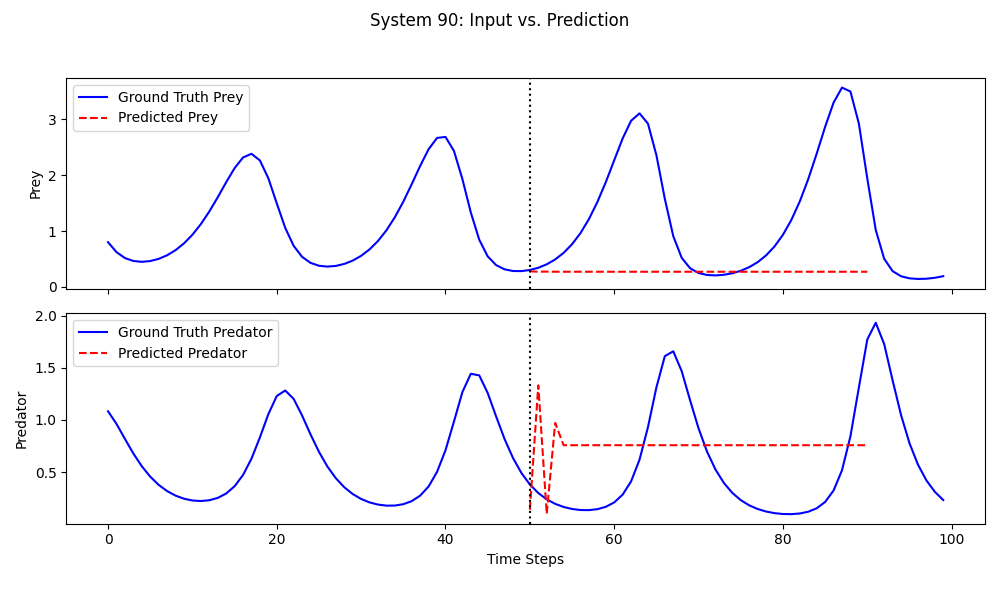 System 90: Input vs. Prediction
Ground Truth Prey
Predicted Prey
Prey
3
2
1
0
Ground Truth Predator
Predicted Predator
Predator
2.0
1.5
1.0
0.5
0 20 40 60 80 100
Time Steps